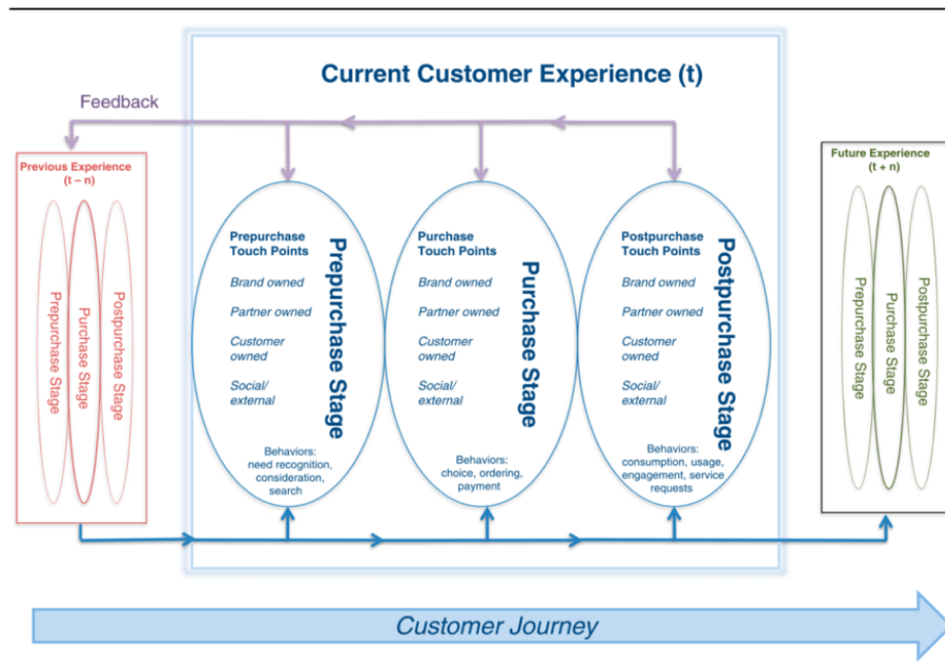 Current Customer Experience (t)
Feedback
Previous Experience
(t – n)
Prepurchase Stage
Purchase Stage
Postpurchase Stage
Prepurchase
Touch Points
Brand owned
Partner owned
Customer
owned
Social/
external
Prepurchase Stage
Behaviors:
need recognition,
consideration,
search
Purchase
Touch Points
Brand owned
Partner owned
Customer
owned
Social/
external
Purchase Stage
Behaviors:
choice, ordering,
payment
Postpurchase
Touch Points
Brand owned
Partner owned
Customer
owned
Social/
external
Postpurchase Stage
Behaviors:
consumption, usage,
engagement, service
requests
Future Experience
(t + n)
Prepurchase Stage
Purchase Stage
Postpurchase Stage
Customer Journey